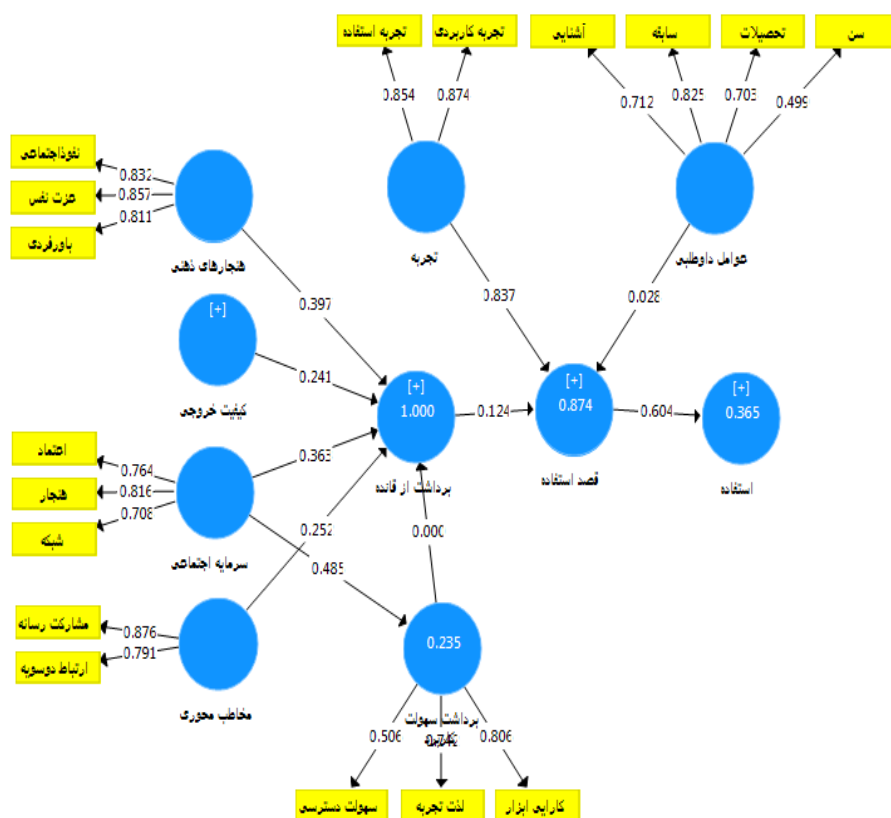 تجربه استفاده
تجربه کاربردی
آشنایی
سابقه
تحصیلات
سن
0.854
0.874
0.712
0.825
0.703
0.499
نفوذاجتماعی
عزت نفس
باورفردی
0.832
0.857
0.811
هنجارهای ذهنی
تجربه
عوامل داوطلبی
0.397
0.837
0.028
[+]
کیفیت خروجی
0.241
[+]
1.000
برداشت از فائده
0.124
[+]
0.874
قصد استفاده
0.604
[+]
0.365
استفاده
اعتماد
هنجار
شبکه
0.764
0.816
0.708
سرمایه اجتماعی
0.363
0.252
0.000
0.485
مشارکت رسانه
ارتباط دوسویه
0.876
0.791
مخاطب محوری
0.235
برداشت سهولت
0.506
0.806
سهولت دسترسی
لذت تجربه
کارایی ابزار